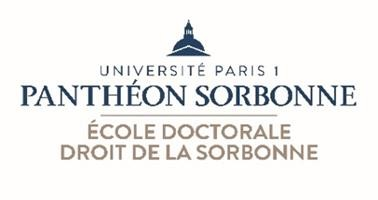 UNIVERSITÉ PARIS 1
PANTHÉON SORBONNE
ÉCOLE DOCTORALE
DROIT DE LA SORBONNE